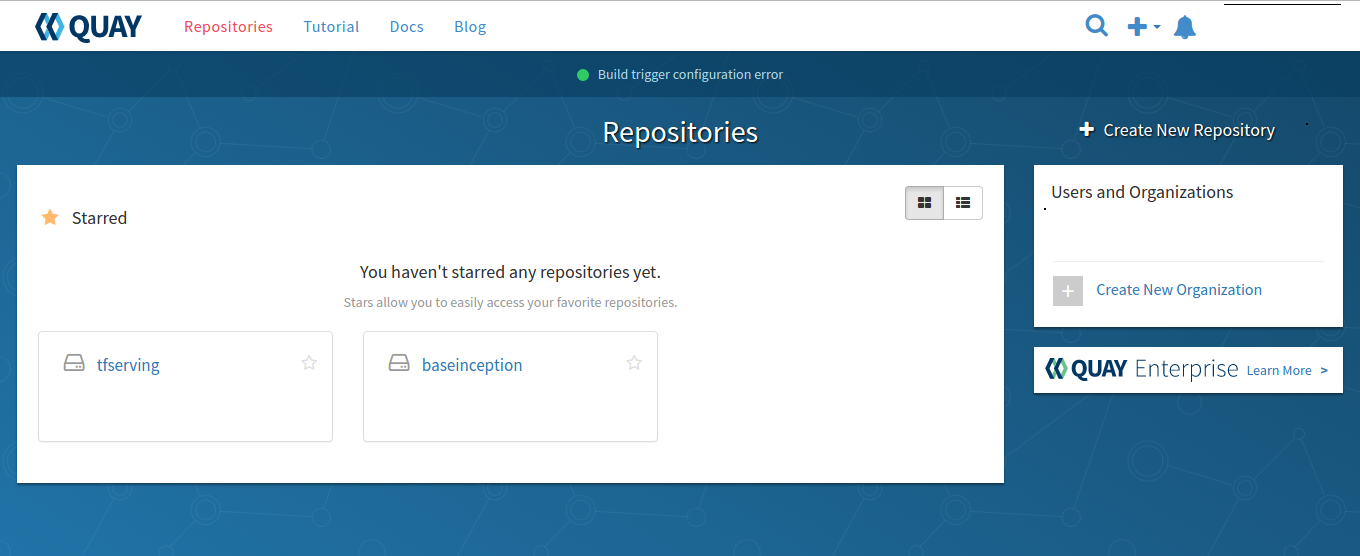 QUAY Repositories Tutorial Docs Blog
Build trigger configuration error
Repositories
Create New Repository
Starred
You haven't starred any repositories yet.
Stars allow you to easily access your favorite repositories.
tfserving
baseinception
Users and Organizations
Create New Organization
QUAY Enterprise Learn More >